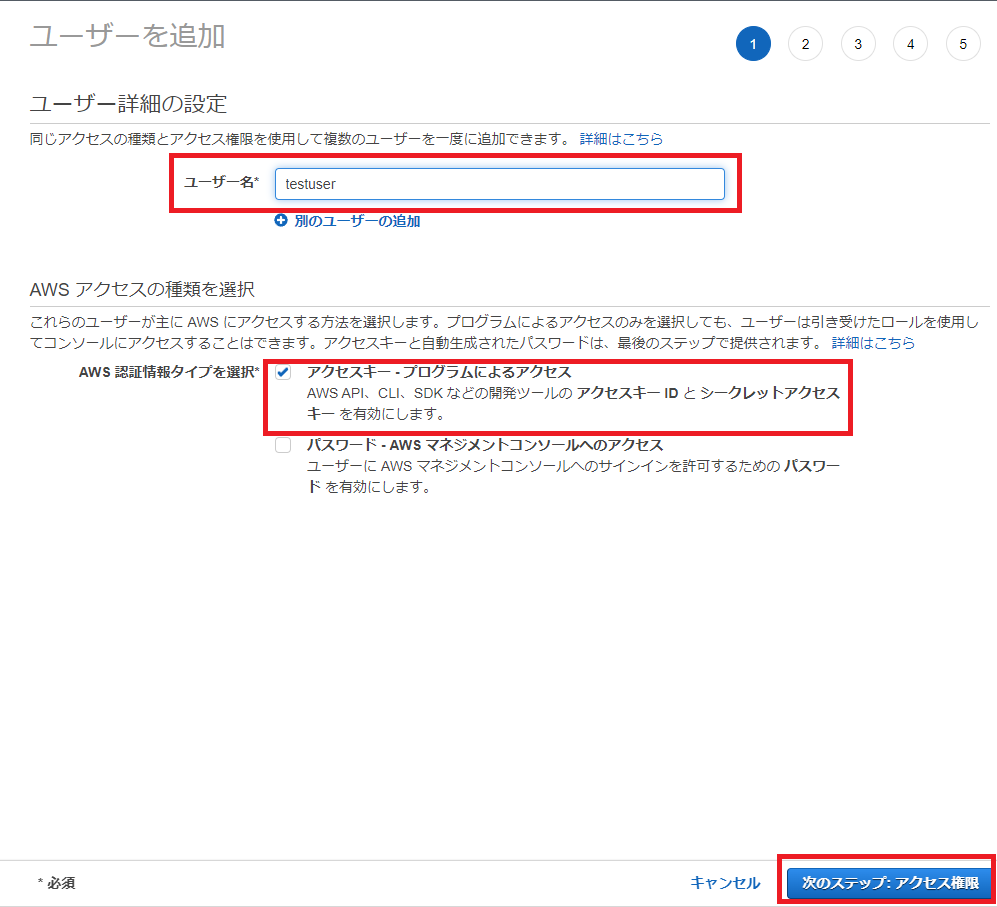 ユーザーを追加
1 2 3 4 5
ユーザー詳細の設定
同じアクセスの種類とアクセス権限を使用して複数のユーザーを一度に追加できます。 詳細はこちら
ユーザー名* testuser
別のユーザーの追加
AWS アクセスの種類を選択
これらのユーザーが主に AWS にアクセスする方法を選択します。プログラムによるアクセスのみを選択しても、ユーザーは引き受けたロールを使用し
てコンソールにアクセスすることはできます。アクセスキーと自動生成されたパスワードは、最後のステップで提供されます。 詳細はこちら
AWS 認証情報タイプを選択* アクセスキー - プログラムによるアクセス
AWS API、CLI、SDK などの開発ツールの アクセスキー ID と シークレットアクセス
キー を有効にします。
パスワード - AWS マネジメントコンソールへのアクセス
ユーザーに AWS マネジメントコンソールへのサインインを許可するための パスワー
ド を有効にします。
* 必須 キャンセル 次のステップ: アクセス権限